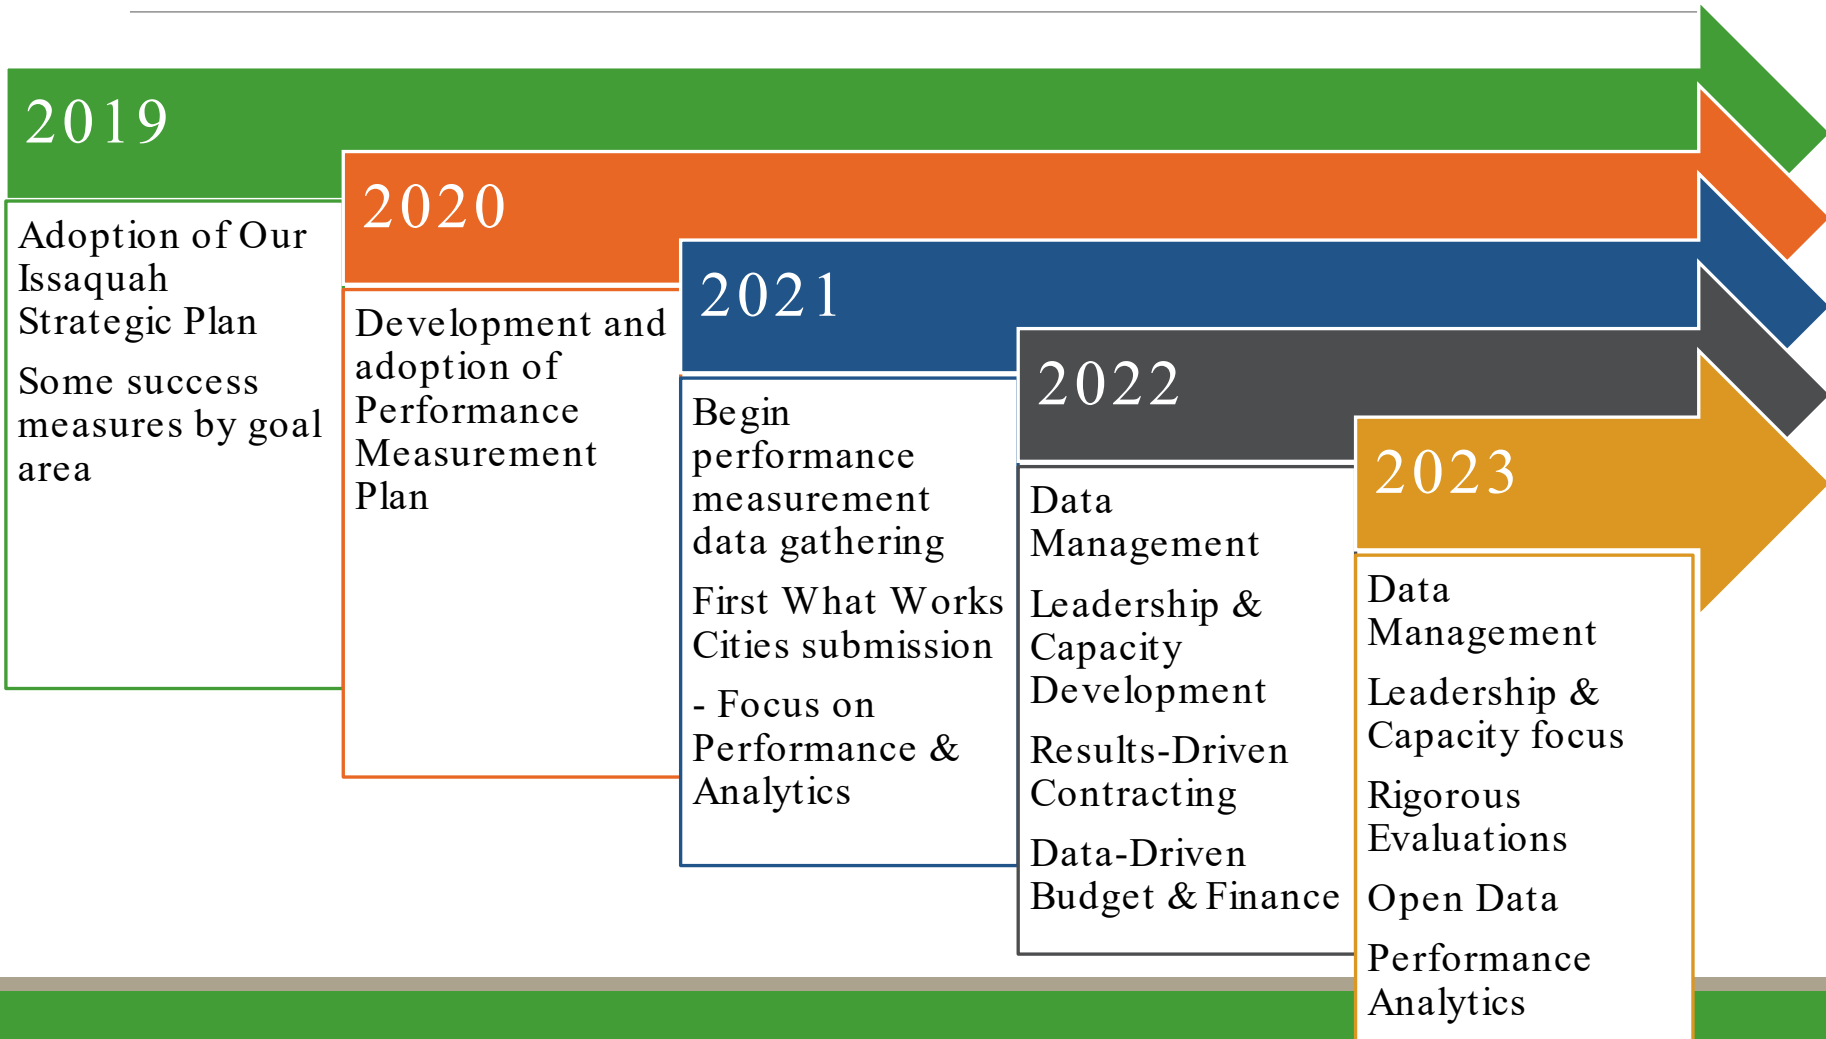 2019
Adoption of Our
Issaquah
Strategic Plan
Some success
measures by goal
area
2020
Development and
adoption of
Performance
Measurement
Plan
2021
Begin
performance
measurement
data gathering
First What Works
Cities submission
- Focus on
Performance &
Analytics
2022
Data
Management
Leadership &
Capacity
Development
Results-Driven
Contracting
Data-Driven
Budget & Finance
2023
Data
Management
Leadership &
Capacity focus
Rigorous
Evaluations
Open Data
Performance
Analytics